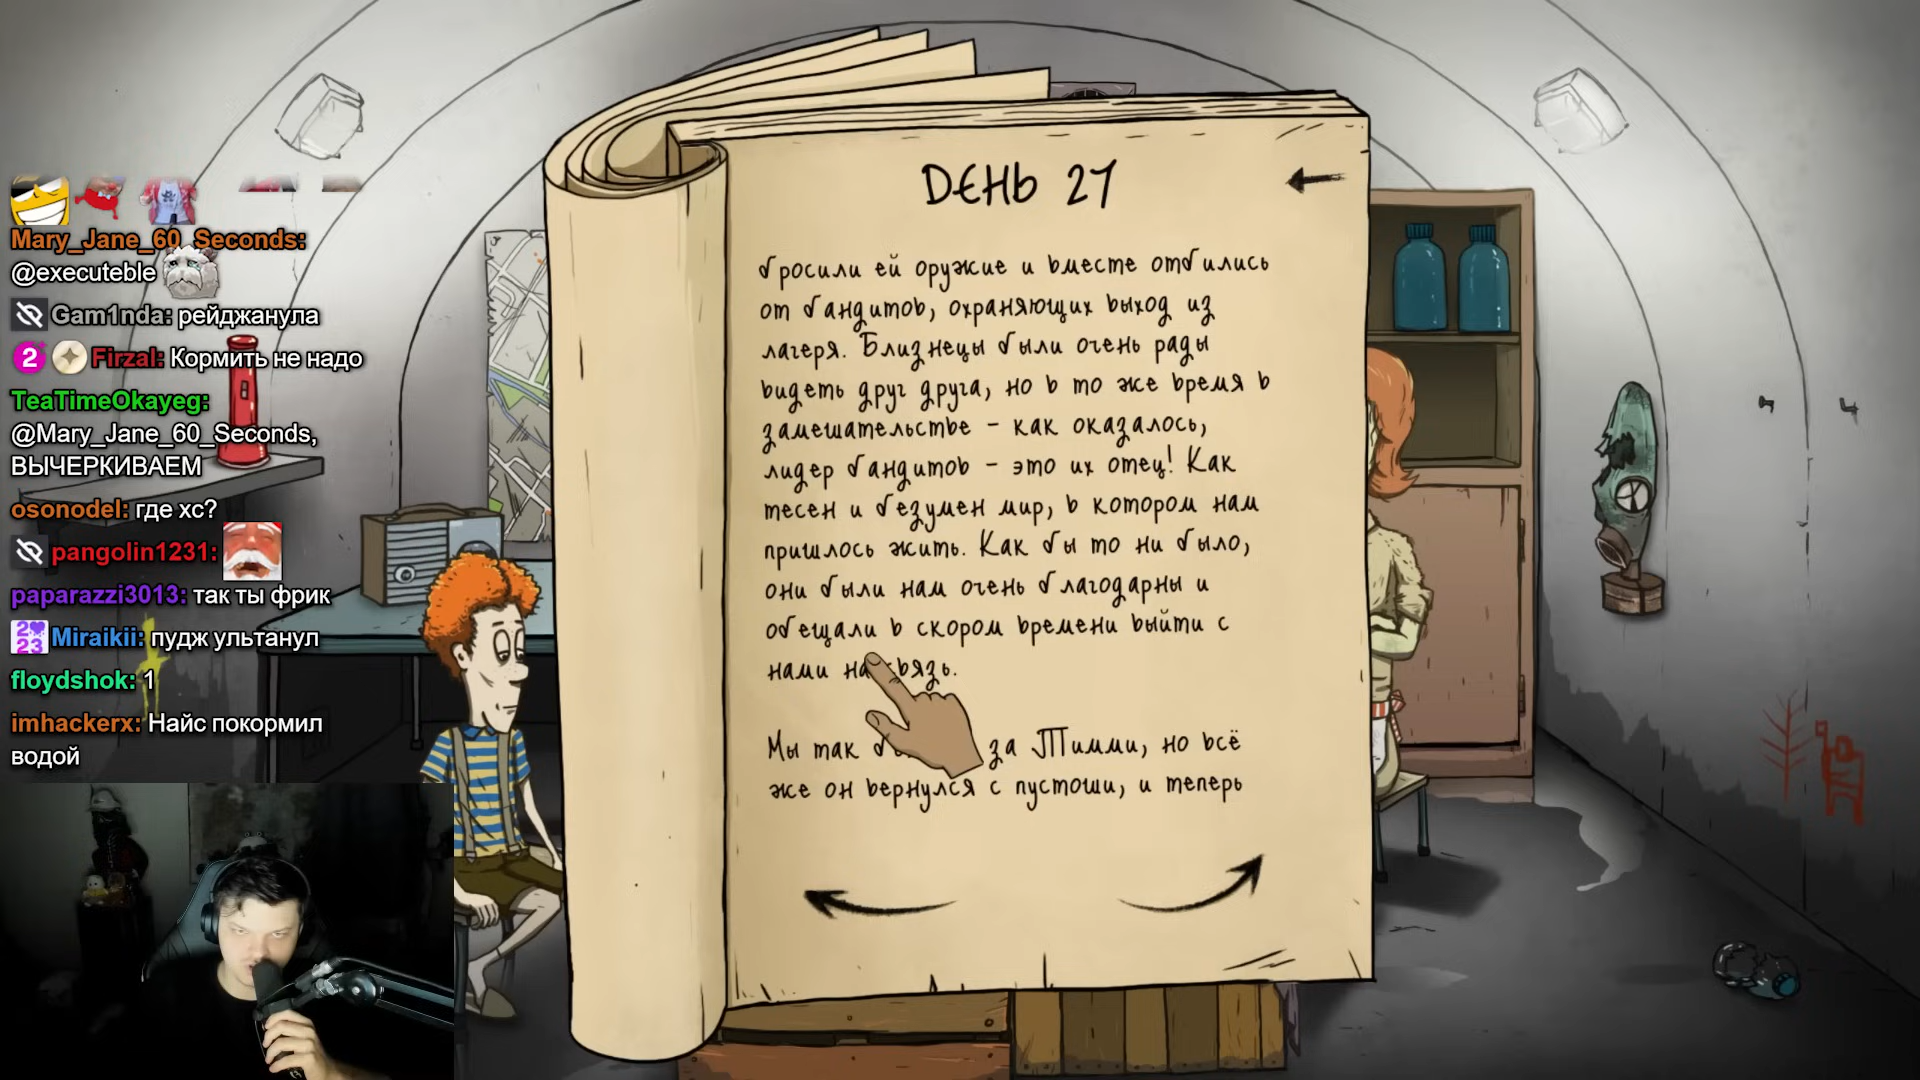 Mary_Jane_60_Seconds:
@executeble
Gam1nda: рейджанула
2 Firzal: Кормить не надо
TeaTimeOkayeg:
@Mary_Jane_60_Seconds,
ВЫЧЕРКИВАЕМ
osonodel: где хс?
pangolin1231:
paparazzi3013: так ты фрик
2023 Miraikii: пудж ультанул
floydshok: 1
imhackerx: Найс покормил
водой
ДЕНЬ 27
бросили ей оружие и вместе отбились
от бандитов, охраняющих выход из
лагеря. Близнецы были очень рады
видеть друг друга, но в то же время в
замешательстве - как оказалось,
лидер бандитов - это их отец! Как
тесен и безумен мир, в котором нам
пришлось жить. Как бы то ни было,
они были нам очень благодарны и
обещали в скором времени выйти с
нами на связь.
Мы так за Тимми, но всё
же он вернулся с пустоши, и теперь